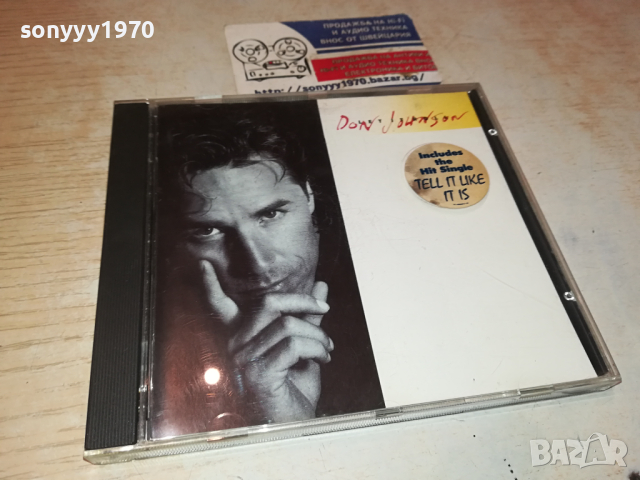 sonyyy1970
ПРОДАЖБА НА HI-FI
И АУДИО ТЕХНИКА
ВНОС ОТ ШВЕЙЦАРИЯ
http://sonyyy1970.bazar.bg/
DON JOHNSON
Includes
the
Hit Single
TELL IT LIKE
IT IS
BAZAR